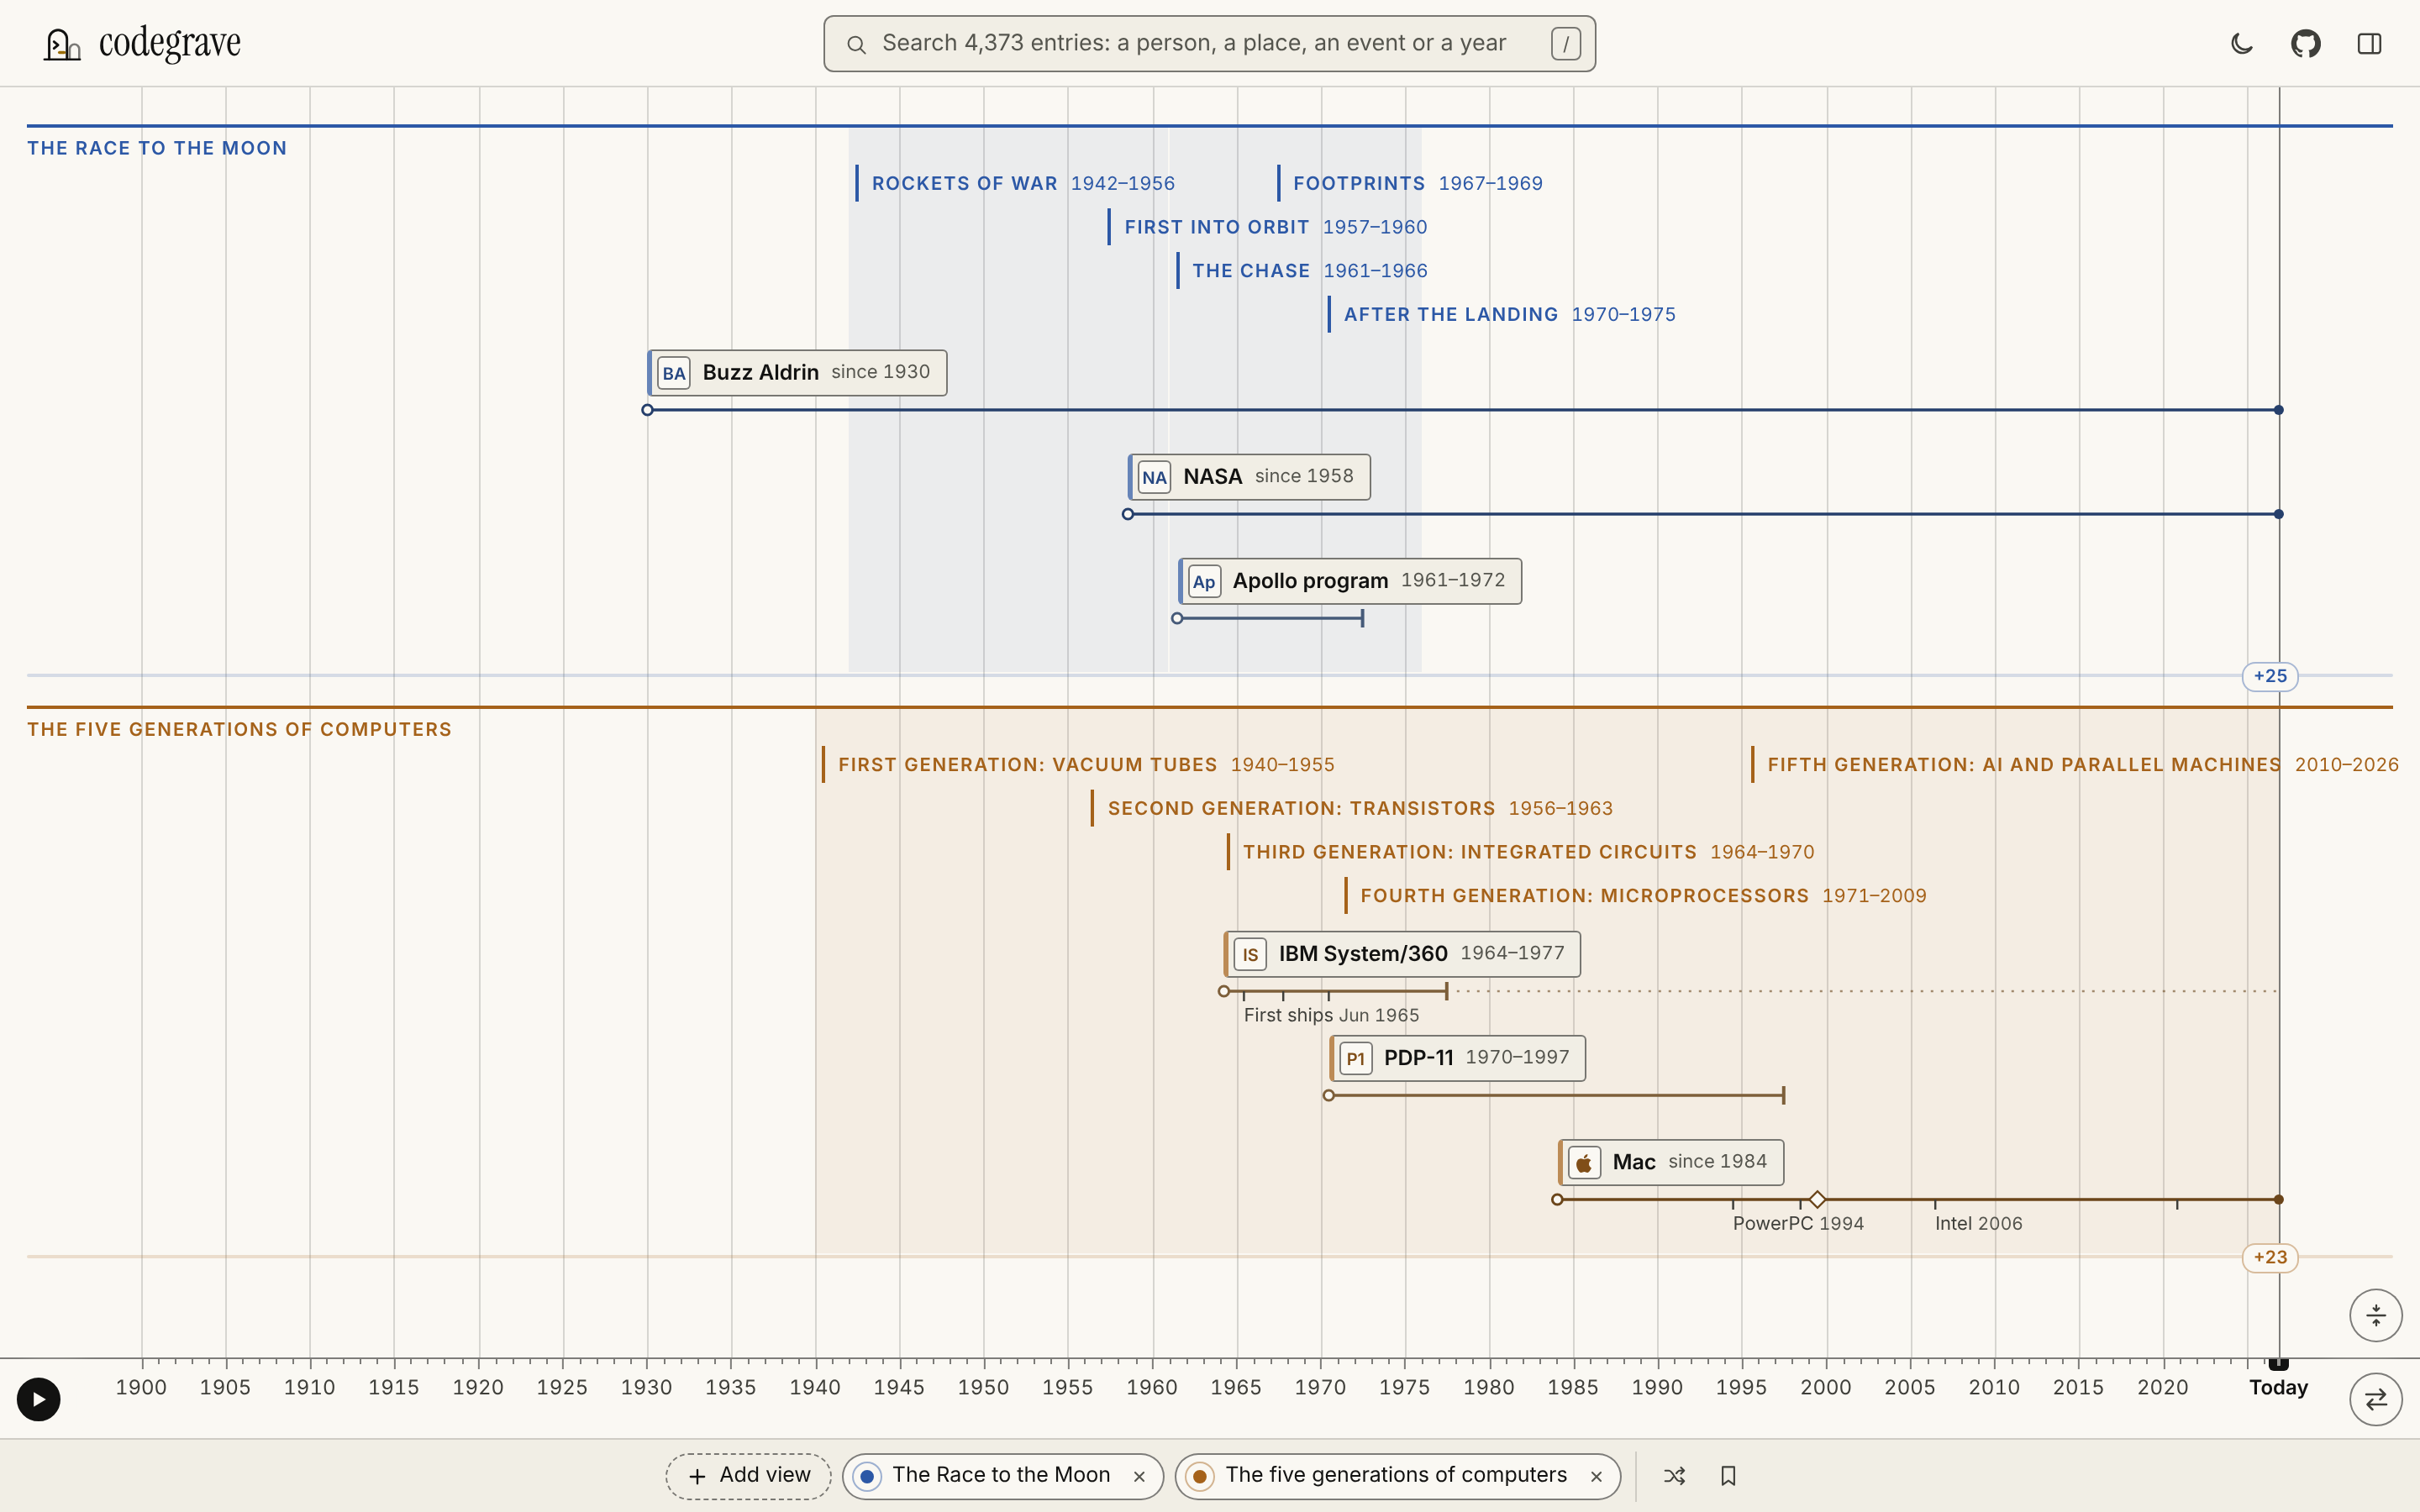 codegrave
Search 4,373 entries: a person, a place, an event or a year /
THE RACE TO THE MOON
ROCKETS OF WAR 1942–1956
FOOTPRINTS 1967–1969
FIRST INTO ORBIT 1957–1960
THE CHASE 1961–1966
AFTER THE LANDING 1970–1975
BA Buzz Aldrin since 1930
NA NASA since 1958
Ap Apollo program 1961–1972
+25
THE FIVE GENERATIONS OF COMPUTERS
FIRST GENERATION: VACUUM TUBES 1940–1955
FIFTH GENERATION: AI AND PARALLEL MACHINES 2010–2026
SECOND GENERATION: TRANSISTORS 1956–1963
THIRD GENERATION: INTEGRATED CIRCUITS 1964–1970
FOURTH GENERATION: MICROPROCESSORS 1971–2009
IS IBM System/360 1964–1977
First ships Jun 1965
P1 PDP-11 1970–1997
Mac since 1984
PowerPC 1994
Intel 2006
+23
1900 1905 1910 1915 1920 1925 1930 1935 1940 1945 1950 1955 1960 1965 1970 1975 1980 1985 1990 1995 2000 2005 2010 2015 2020 Today
+ Add view
The Race to the Moon ×
The five generations of computers ×